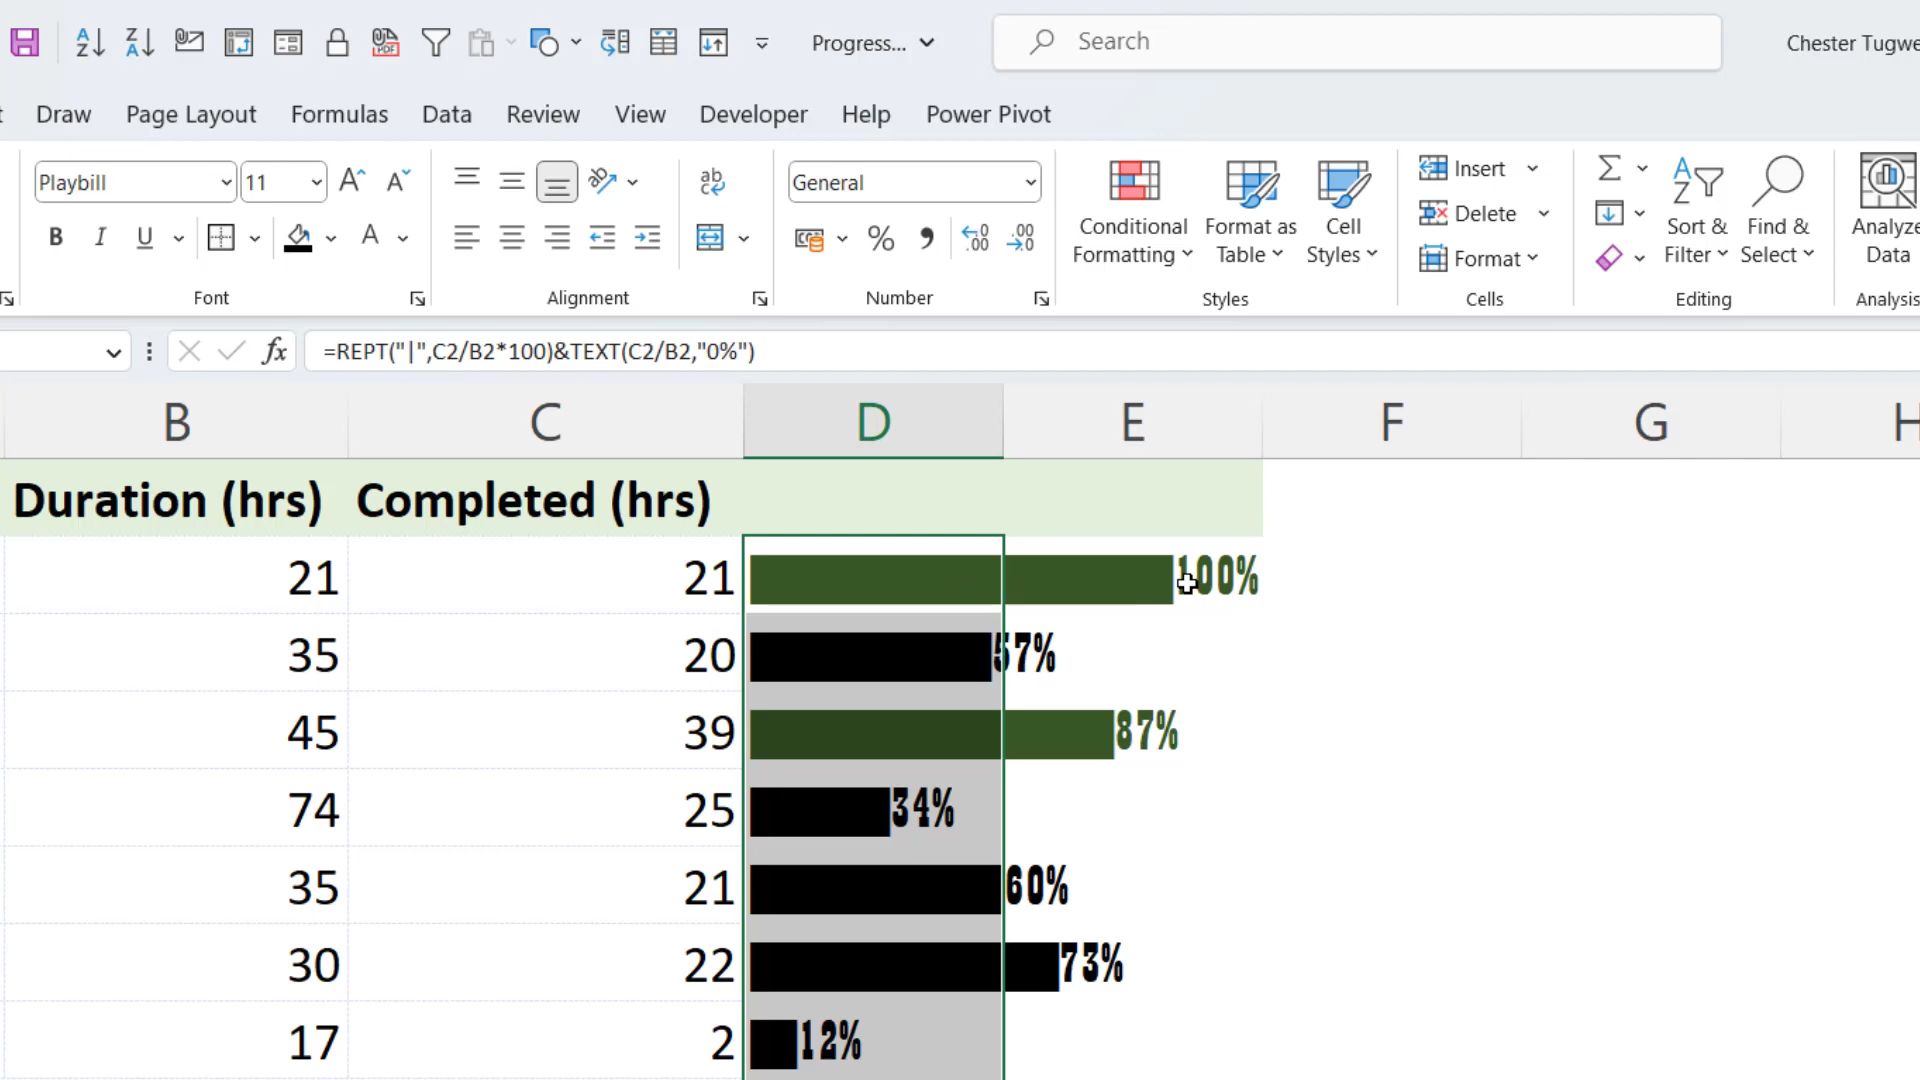 Progress...
Search
Chester Tugwe
Draw Page Layout Formulas Data Review View Developer Help Power Pivot
Playbill 11
General
Insert
Delete
Format
Conditional Formatting
Format as Table
Cell Styles
Sort & Filter
Find & Select
Analyze Data
Font Alignment Number Styles Cells Editing Analysis
=REPT("|",C2/B2*100)&TEXT(C2/B2,"0%")
B C D E F G H
Duration (hrs) Completed (hrs)
21 21 100%
35 20 57%
45 39 87%
74 25 34%
35 21 60%
30 22 73%
17 2 12%